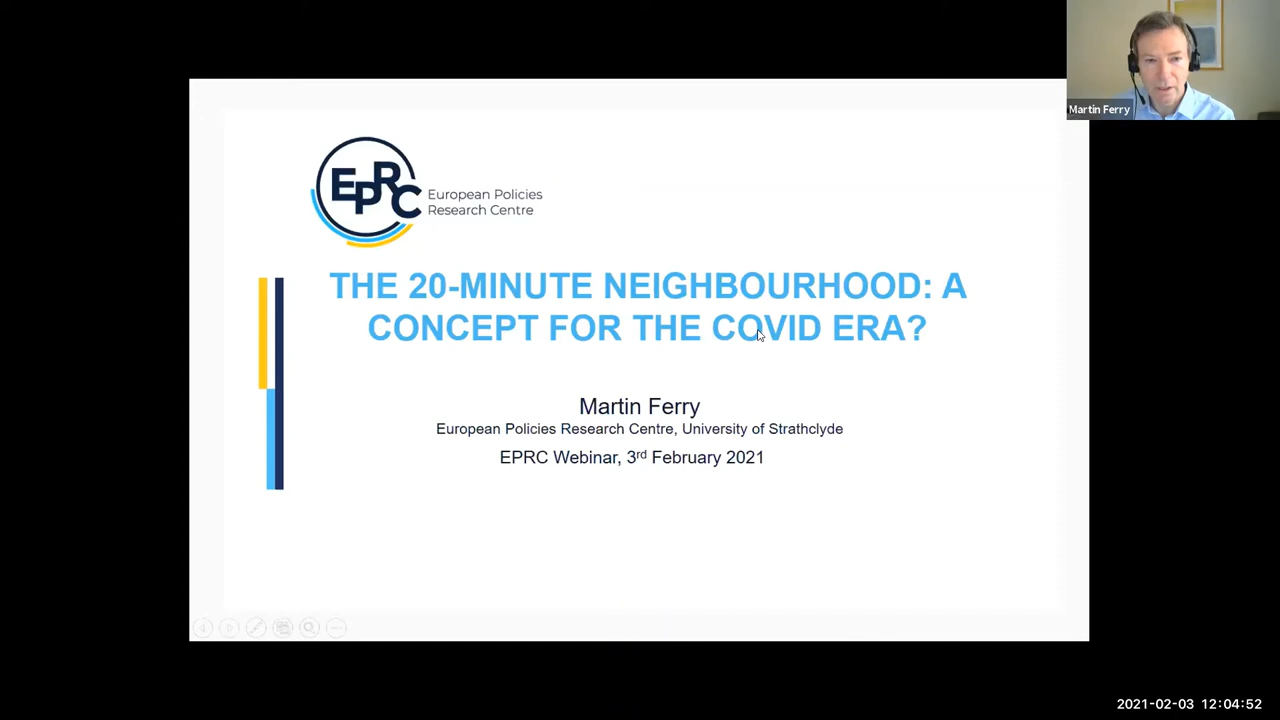 Martin Ferry
EPRC
European Policies
Research Centre
THE 20-MINUTE NEIGHBOURHOOD: A
CONCEPT FOR THE COVID ERA?
Martin Ferry
European Policies Research Centre, University of Strathclyde
EPRC Webinar, 3rd February 2021
2021-02-03 12:04:52